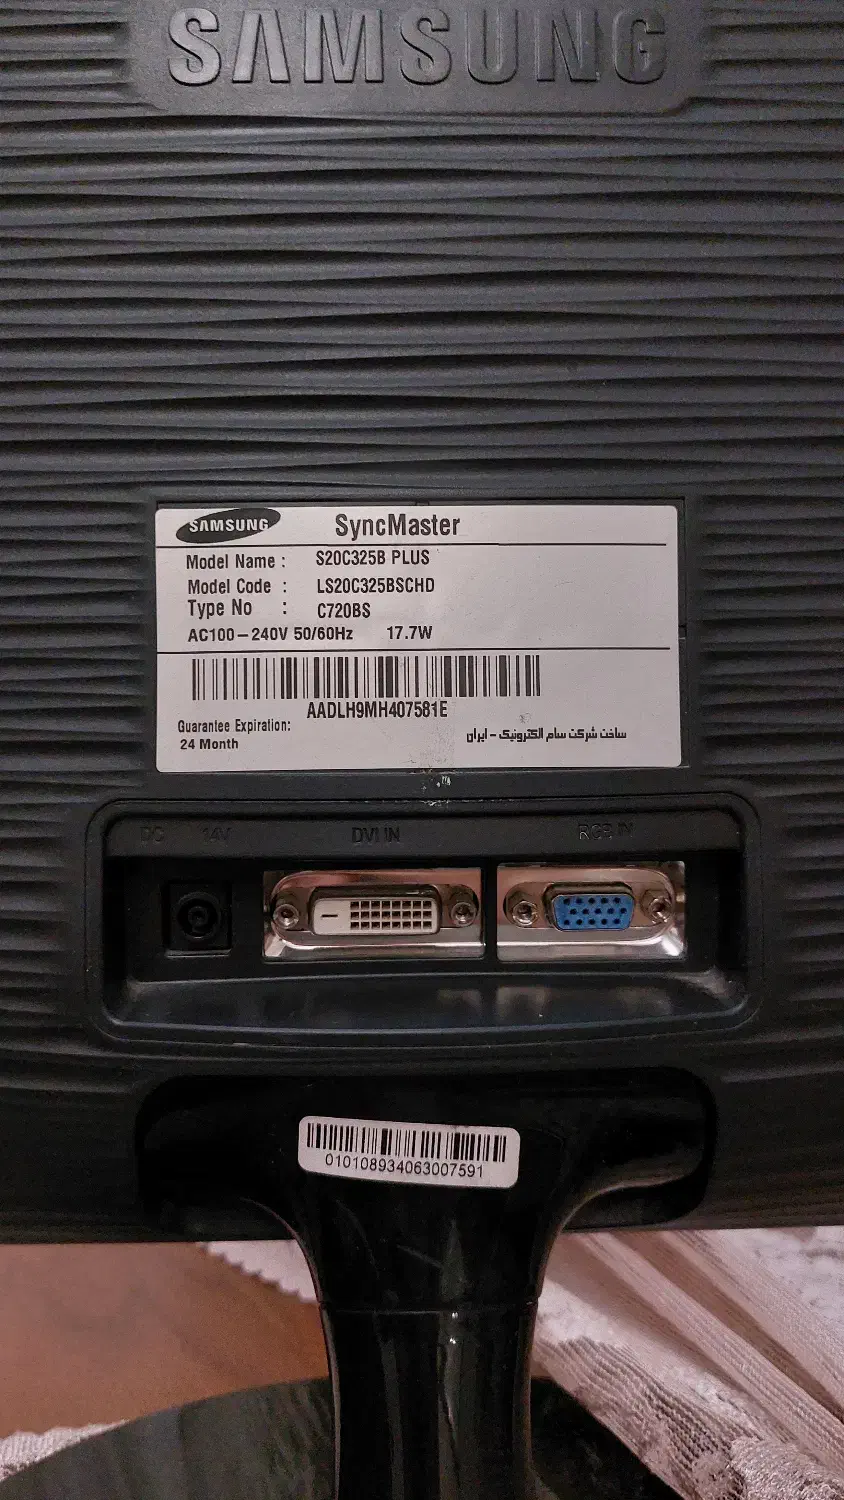 SAMSUNG
SAMSUNG SyncMaster
Model Name : S20C325B PLUS
Model Code : LS20C325BSCHD
Type No : C720BS
AC100-240V 50/60Hz 17.7W
AADLH9MH407581E
Guarantee Expiration:
24 Month
ساخت شرکت سام الکترونیک - ایران
DC 14V DVI IN RGB IN
010108934063007591